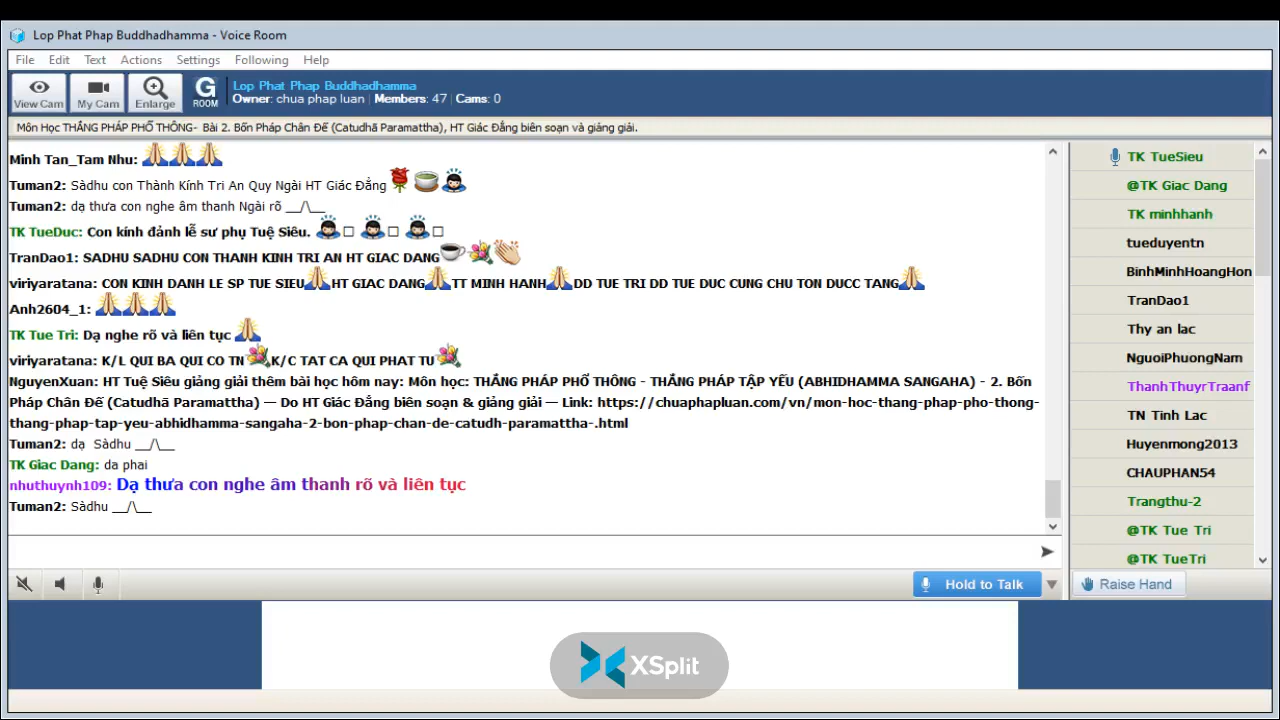 Lop Phat Phap Buddhadhamma - Voice Room
File Edit Text Actions Settings Following Help
View Cam My Cam Enlarge G ROOM
Lop Phat Phap Buddhadhamma
Owner: chua phap luan | Members: 47 | Cams: 0
Môn Học THẮNG PHÁP PHỔ THÔNG- Bài 2. Bốn Pháp Chân Đế (Catudhā Paramattha), HT Giác Đẳng biên soạn và giảng giải.
Minh Tan_Tam Nhu: 🙏🙏🙏
Tuman2: Sàdhu con Thành Kính Tri An Quy Ngài HT Giác Đẳng 🌹🍵🙇
Tuman2: dạ thưa con nghe âm thanh Ngài rõ __/\__
TK TueDuc: Con kính đảnh lễ sư phụ Tuệ Siêu. 🙇□ 🙇□ 🙇□
TranDao1: SADHU SADHU CON THANH KINH TRI AN HT GIAC DANG☕💐👏
viriyaratana: CON KINH DANH LE SP TUE SIEU🙏HT GIAC DANG🙏TT MINH HANH🙏DD TUE TRI DD TUE DUC CUNG CHU TON DUCC TANG🙏
Anh2604_1: 🙏🙏🙏
TK Tue Tri: Dạ nghe rõ và liên tục 🙏
viriyaratana: K/L QUI BA QUI CO TN💐K/C TAT CA QUI PHAT TU💐
NguyenXuan: HT Tuệ Siêu giảng giải thêm bài học hôm nay: Môn học: THẮNG PHÁP PHỔ THÔNG - THẮNG PHÁP TẬP YẾU (ABHIDHAMMA SANGAHA) - 2. Bốn
Pháp Chân Đế (Catudhā Paramattha) — Do HT Giác Đẳng biên soạn & giảng giải — Link: https://chuaphapluan.com/vn/mon-hoc-thang-phap-pho-thong-
thang-phap-tap-yeu-abhidhamma-sangaha-2-bon-phap-chan-de-catudh-paramattha-.html
Tuman2: dạ Sàdhu __/\__
TK Giac Dang: da phai
nhuthuynh109: Dạ thưa con nghe âm thanh rõ và liên tục
Tuman2: Sàdhu __/\__
TK TueSieu
@TK Giac Dang
TK minhhanh
tueduyentn
BinhMinhHoangHon
TranDao1
Thy an lac
NguoiPhuongNam
ThanhThuyrTraanf
TN Tinh Lac
Huyenmong2013
CHAUPHAN54
Trangthu-2
@TK Tue Tri
@TK TueTri
Hold to Talk
Raise Hand
XSplit